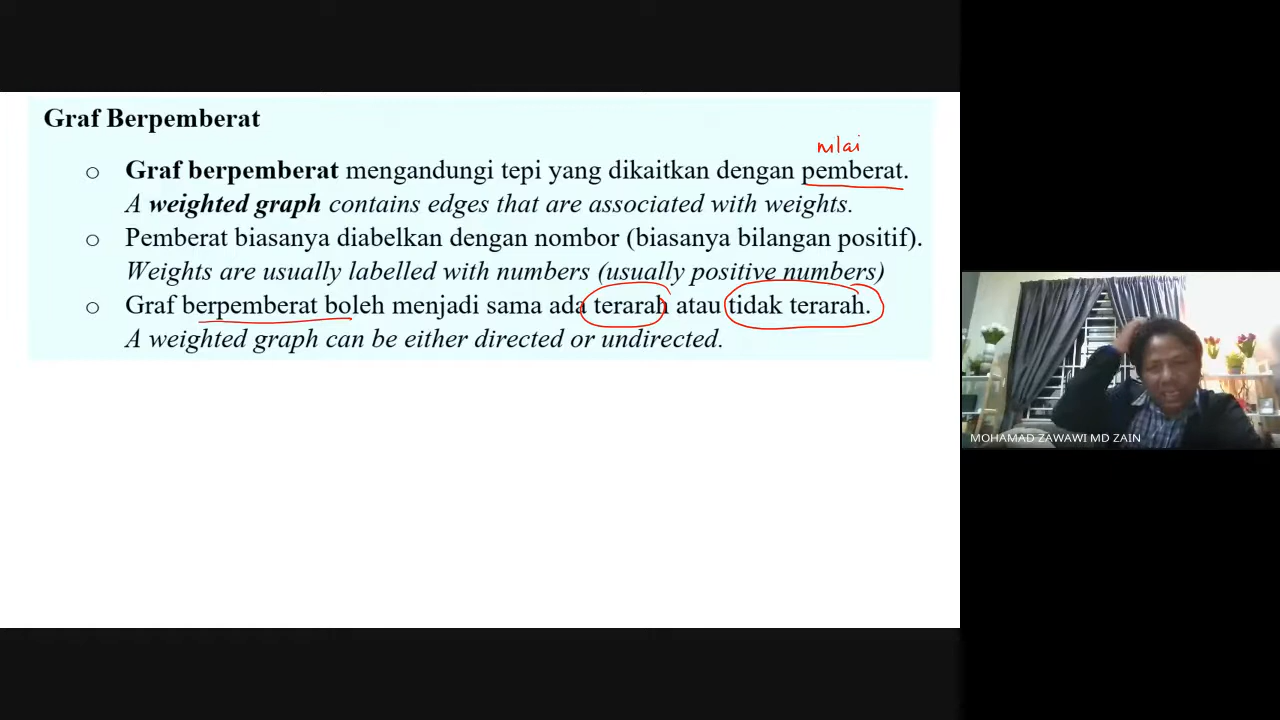 Graf Berpemberat
nlai
o Graf berpemberat mengandungi tepi yang dikaitkan dengan pemberat.
A weighted graph contains edges that are associated with weights.
o Pemberat biasanya diabelkan dengan nombor (biasanya bilangan positif).
Weights are usually labelled with numbers (usually positive numbers)
o Graf berpemberat boleh menjadi sama ada terarah atau tidak terarah.
A weighted graph can be either directed or undirected.
MOHAMAD ZAWAWI MD ZAIN